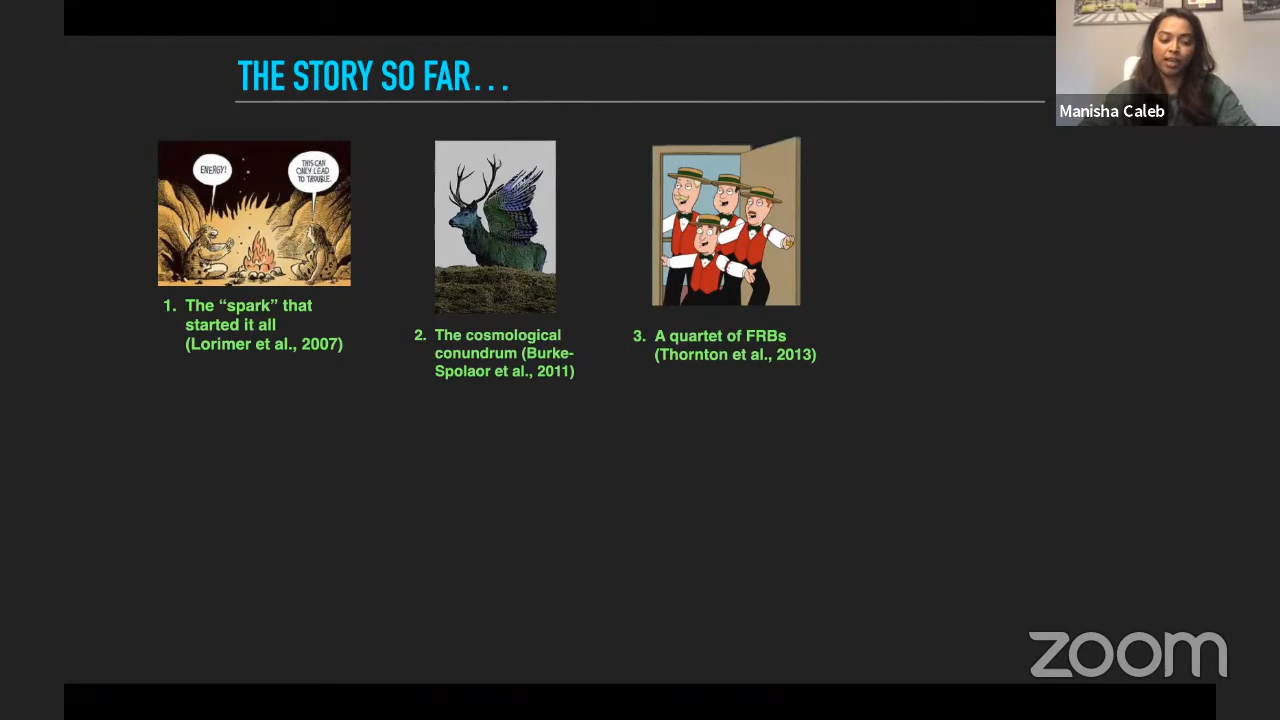 THE STORY SO FAR...
Manisha Caleb
ENERGY!
THIS CAN
ONLY LEAD
TO TROUBLE.
1. The “spark” that
started it all
(Lorimer et al., 2007)
2. The cosmological
conundrum (Burke-
Spolaor et al., 2011)
3. A quartet of FRBs
(Thornton et al., 2013)
zoom